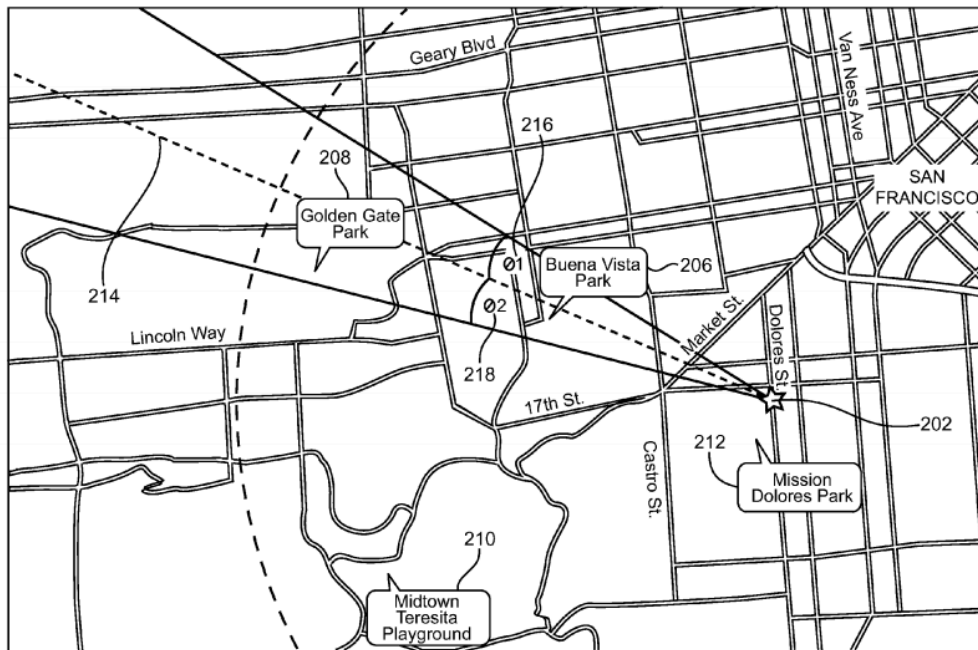 Geary Blvd
Van Ness Ave
216
208
SAN
FRANCISCO
Golden Gate
Park
Ø1
Buena Vista
Park
206
214
Ø2
Market St.
Dolores St.
Lincoln Way
218
17th St.
202
212
Castro St.
Mission
Dolores Park
210
Midtown
Teresita
Playground